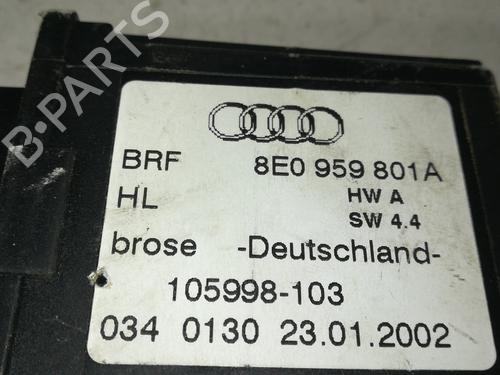 BRF 8E0 959 801A
HL HW A
SW 4.4
brose -Deutschland-
105998-103
034 0130 23.01.2002
B-PARTS